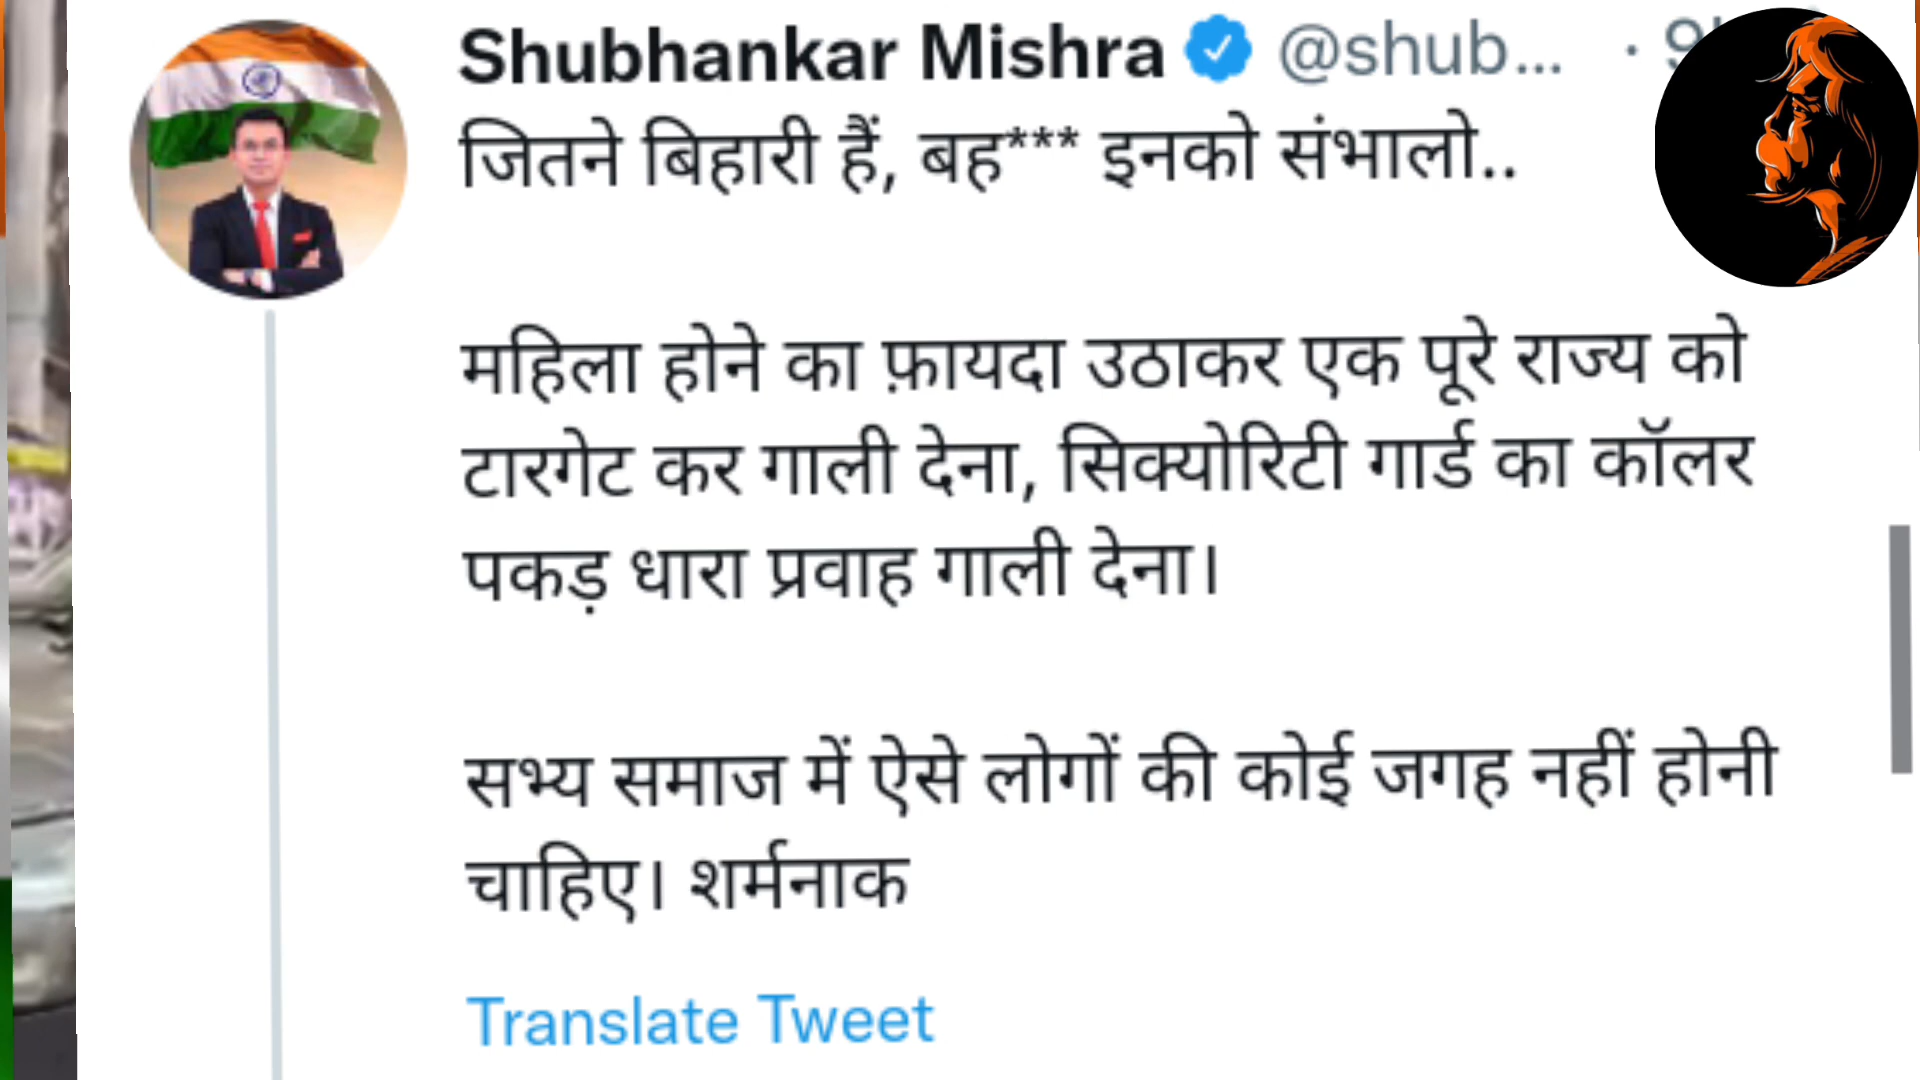 Shubhankar Mishra @shub... ·
जितने बिहारी हैं, बह*** इनको संभालो..
महिला होने का फ़ायदा उठाकर एक पूरे राज्य को
टारगेट कर गाली देना, सिक्योरिटी गार्ड का कॉलर
पकड़ धारा प्रवाह गाली देना।
सभ्य समाज में ऐसे लोगों की कोई जगह नहीं होनी
चाहिए। शर्मनाक
Translate Tweet